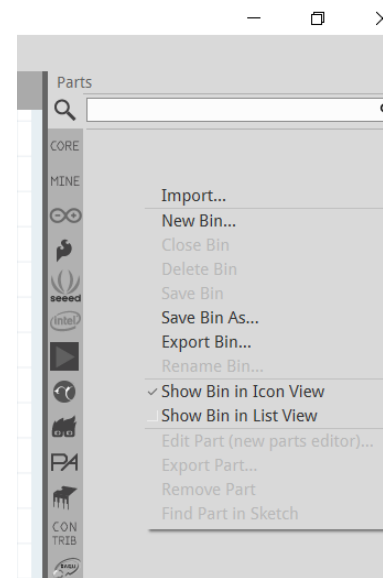 Parts
CORE
MINE
Import...
New Bin...
Close Bin
Delete Bin
Save Bin
seeed
Save Bin As...
intel
Export Bin...
Rename Bin...
Show Bin in Icon View
Show Bin in List View
Edit Part (new parts editor)...
PA
Export Part...
Remove Part
Find Part in Sketch
CON
TRIB